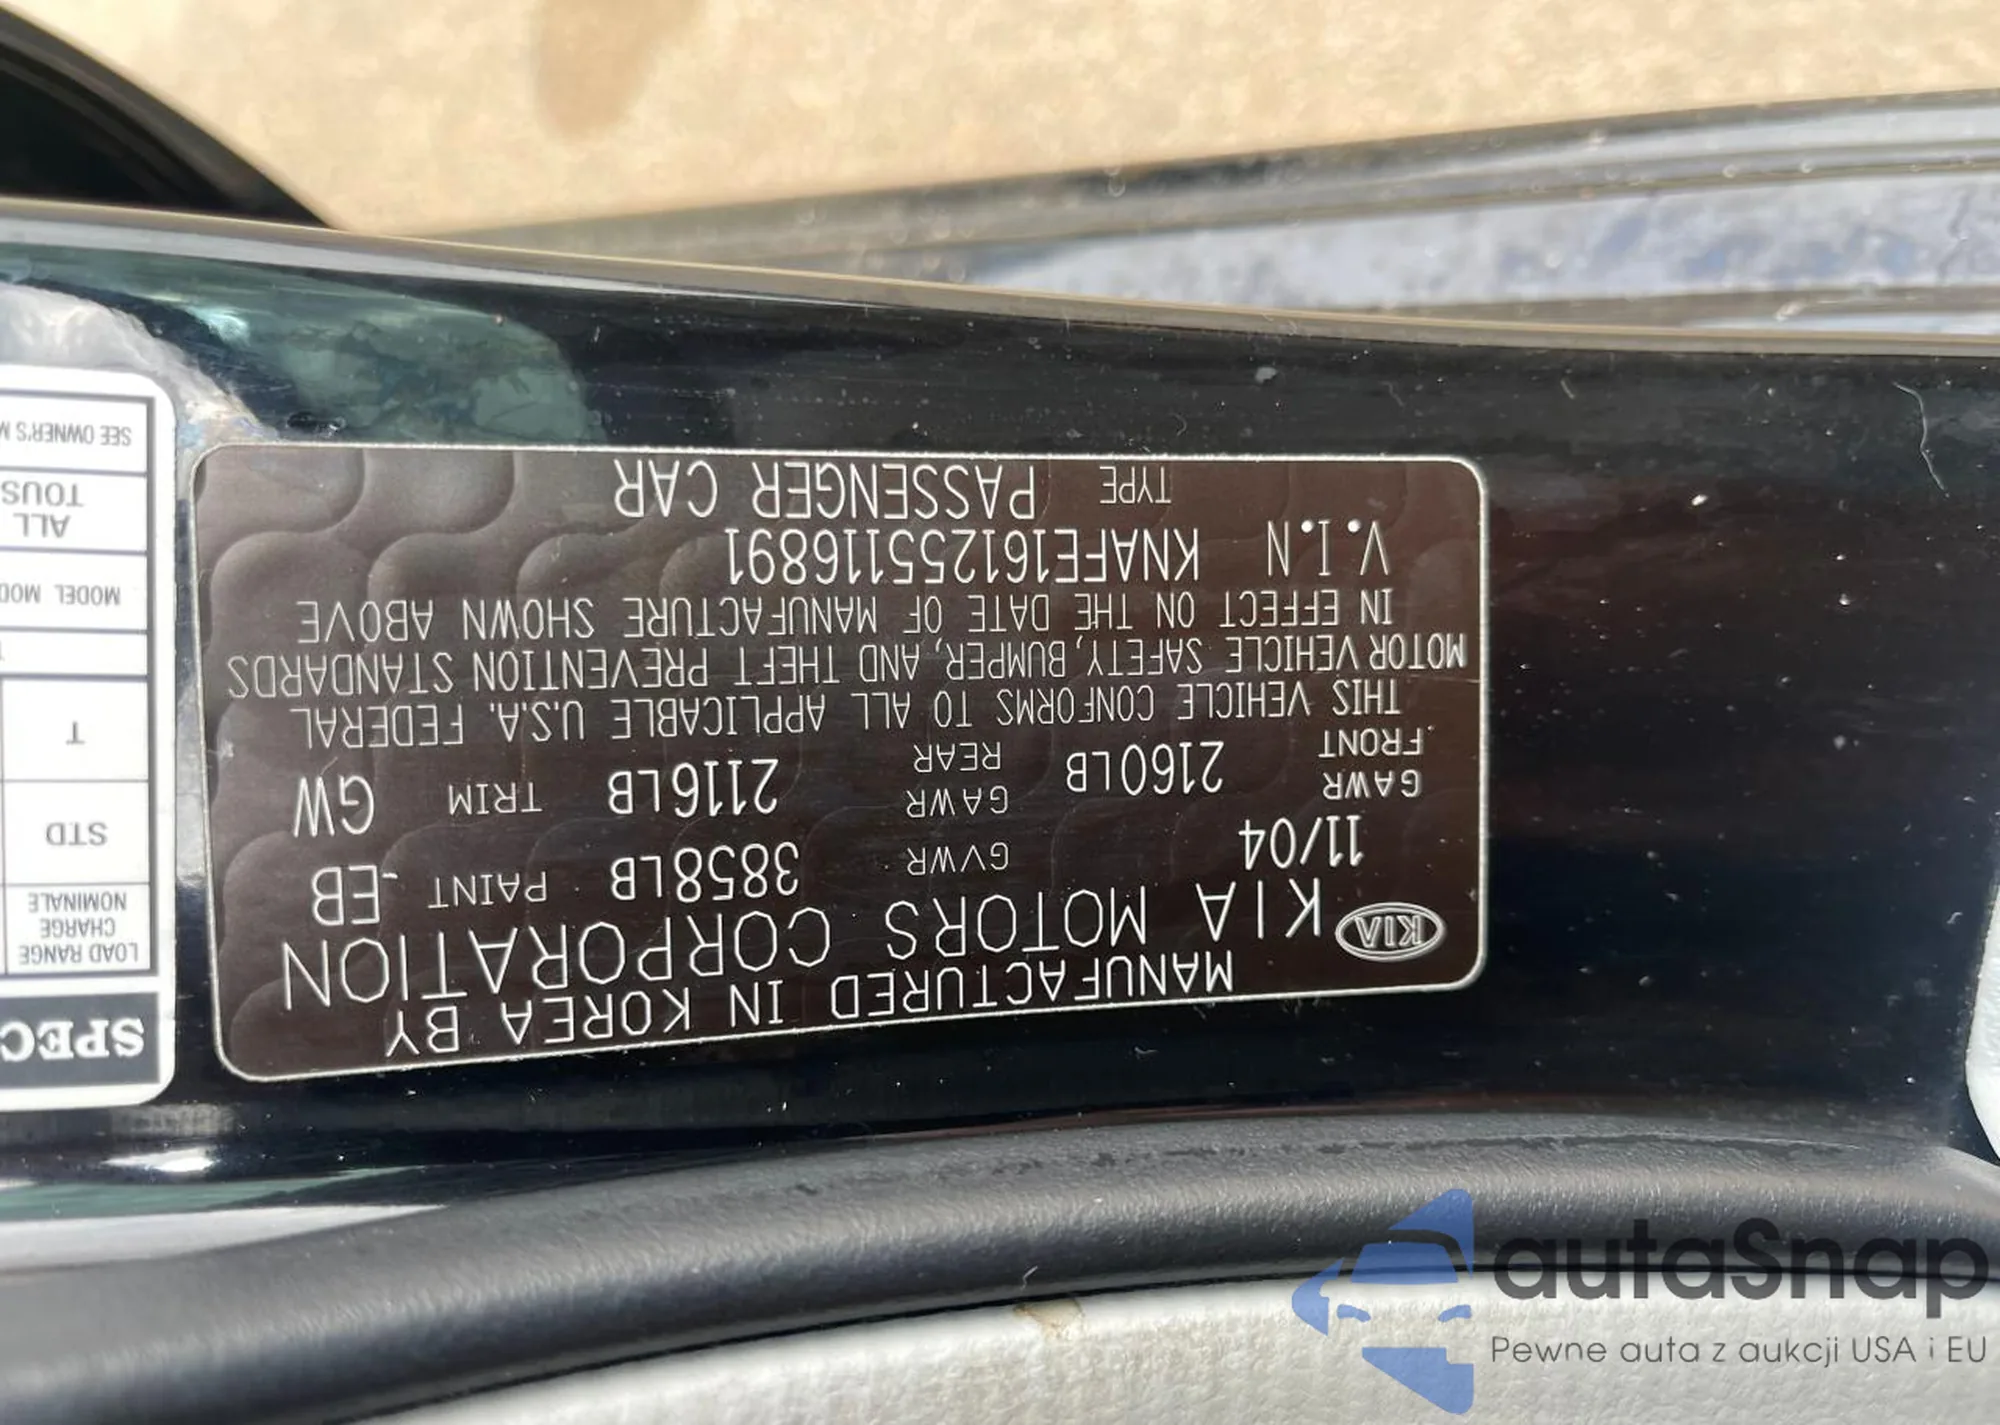 MANUFACTURED IN KOREA BY
KIA KIA MOTORS CORPORATION
11/04 GVWR 3858LB PAINT EB
GAWR FRONT 2160LB GAWR REAR 2116LB TRIM GW
THIS VEHICLE CONFORMS TO ALL APPLICABLE U.S.A. FEDERAL
MOTOR VEHICLE SAFETY, BUMPER, AND THEFT PREVENTION STANDARDS
IN EFFECT ON THE DATE OF MANUFACTURE SHOWN ABOVE
V.I.N KNAFE161255116891
TYPE PASSENGER CAR
LOAD RANGE
CHARGE
NOMINALE
STD
T
MODEL
ALL
TOUS
SEE OWNER'S
autaSnap
Pewne auta z aukcji USA i EU